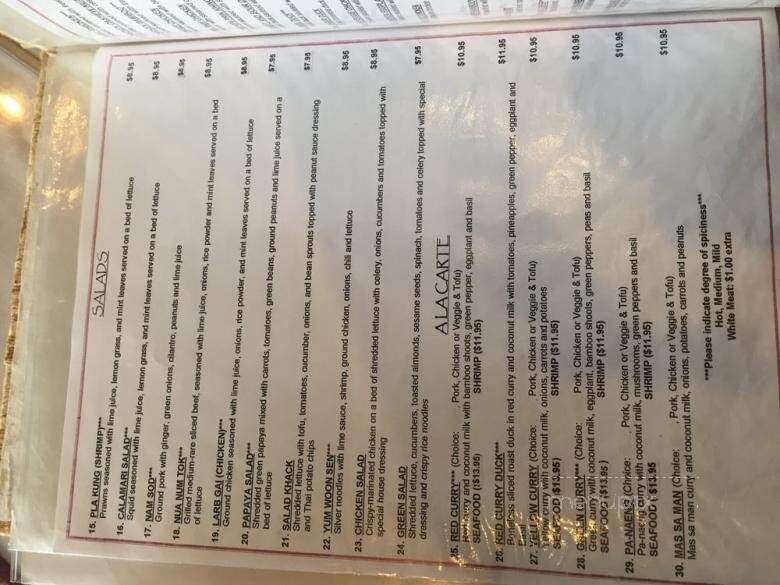 SALADS
15. PLA KUNG (SHRIMP)*** $8.95
Prawns seasoned with lime juice, lemon grass, and mint leaves served on a bed of lettuce
16. CALAMARI SALAD*** $8.95
Squid seasoned with lime juice, lemon grass, and mint leaves served on a bed of lettuce
17. NAM SOD*** $8.95
Ground pork with ginger, green onions, cilantro, peanuts and lime juice
18. NUA NUM TOK*** $8.95
Grilled medium-rare sliced beef, seasoned with lime juice, onions, rice powder and mint leaves served on a bed
of lettuce
19. LARB GAI (CHICKEN)***
Ground chicken seasoned with lime juice, onions, rice powder, and mint leaves served on a bed of lettuce $8.95
20. PAPAYA SALAD*** $7.95
Shredded green papaya mixed with carrots, tomatoes, green beans, ground peanuts and lime juice served on a
bed of lettuce
21. SALAD KHACK $7.95
Shredded lettuce with tofu, tomatoes, cucumber, onions, and bean sprouts topped with peanut sauce dressing
and Thai potato chips
22. YUM WOON SEN*** $8.95
Silver noodles with lime sauce, shrimp, ground chicken, onions, chili and lettuce
23. CHICKEN SALAD $8.95
Crispy-marinated chicken on a bed of shredded lettuce with celery, onions, cucumbers and tomatoes topped with
special house dressing
24. GREEN SALAD $7.95
Shredded lettuce, cucumbers, toasted almonds, sesame seeds, spinach, tomatoes and celery topped with special
dressing and crispy rice noodles
ALACARTE
25. RED CURRY*** (Choice: , Pork, Chicken or Veggie & Tofu) $10.95
Red curry and coconut milk with bamboo shoots, green pepper, eggplant and basil
SEAFOOD ($13.95) SHRIMP ($11.95)
26. RED CURRY DUCK*** $11.95
Boneless sliced roast duck in red curry and coconut milk with tomatoes, pineapples, green pepper, eggplant and
27. YELLOW CURRY (Choice: Pork, Chicken or Veggie & Tofu) $10.95
curry with coconut milk, onions, carrots and potatoes
SEAFOOD $13.95) SHRIMP ($11.95)
28. GREEN CURRY*** (Choice: Pork, Chicken or Veggie & Tofu) $10.95
Green curry with coconut milk, eggplant, bamboo shoots, green peppers, peas and basil
SEAFOOD ($13.95) SHRIMP ($11.95)
29. PA-NAENG (Choice: Pork, Chicken or Veggie & Tofu) $10.95
Pa-naeng curry with coconut milk, mushrooms, green peppers and basil
SEAFOOD ( $13.95 SHRIMP ($11.95)
30. MAS SA MAN (Choice: , Pork, Chicken or Veggie & Tofu) $10.95
Mas sa man curry and coconut milk, onions, potatoes, carrots and peanuts
***Please indicate degree of spiciness***
Hot, Medium, Mild
White Meat: $1.00 extra